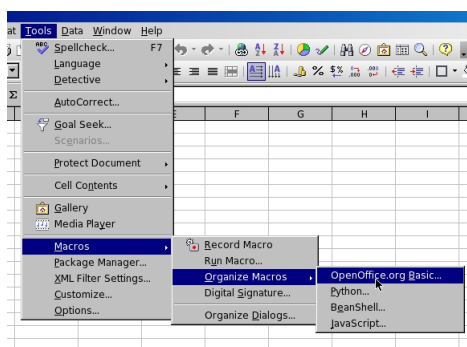 at Tools Data Window Help
Spellcheck... F7
Language
Detective
AutoCorrect...
Goal Seek...
Scenarios...
Protect Document
Cell Contents
Gallery
Media Player
Macros
Package Manager...
XML Filter Settings...
Customize...
Options...
Record Macro
Run Macro...
Organize Macros
Digital Signature...
Organize Dialogs...
OpenOffice.org Basic...
Python...
BeanShell...
JavaScript...
E F G H I